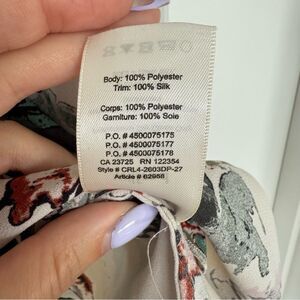 Body: 100% Polyester
Trim: 100% Silk
Corps: 100% Polyester
Garniture: 100% Soie
P.O. # 4500075175
P.O. # 4500075177
P.O. # 4500075178
CA 23725 RN 122354
Style # CRL4-2603DP-27
Article # 62958